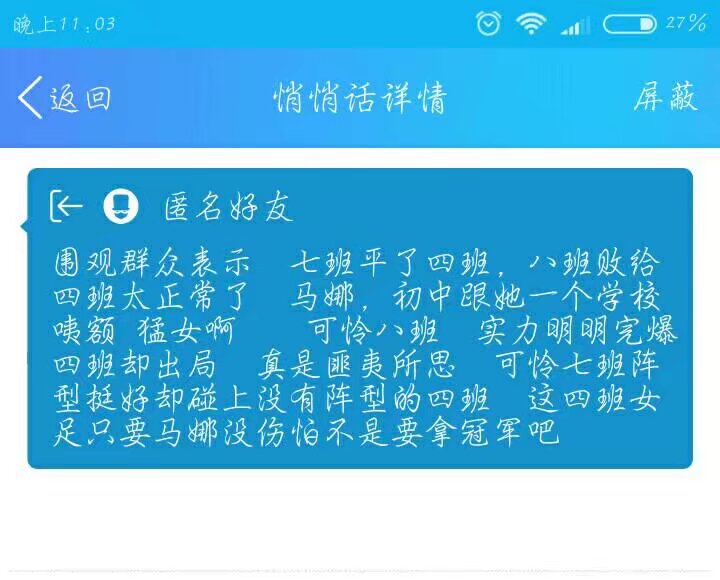 晚上11:03
27%
返回
悄悄话详情
屏蔽
匿名好友
围观群众表示 七班平了四班，八班败给
四班太正常了 马娜，初中跟她一个学校
咦额 猛女啊 可怜八班 实力明明完爆
四班却出局 真是匪夷所思 可怜七班阵
型挺好却碰上没有阵型的四班 这四班女
足只要马娜没伤怕不是要拿冠军吧